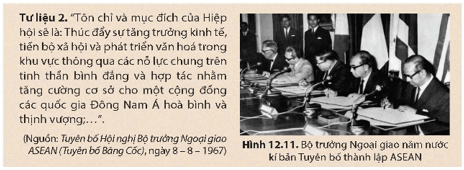 Tư liệu 2. “Tôn chỉ và mục đích của Hiệp
hội sẽ là: Thúc đẩy sự tăng trưởng kinh tế,
tiến bộ xã hội và phát triển văn hoá trong
khu vực thông qua các nỗ lực chung trên
tinh thần bình đẳng và hợp tác nhằm
tăng cường cơ sở cho một cộng đồng
các quốc gia Đông Nam Á hoà bình và
thịnh vượng;…”.
(Nguồn: Tuyên bố Hội nghị Bộ trưởng Ngoại giao
ASEAN (Tuyên bố Băng Cốc), ngày 8 – 8 – 1967)
Hình 12.11. Bộ trưởng Ngoại giao năm nước
kí bản Tuyên bố thành lập ASEAN